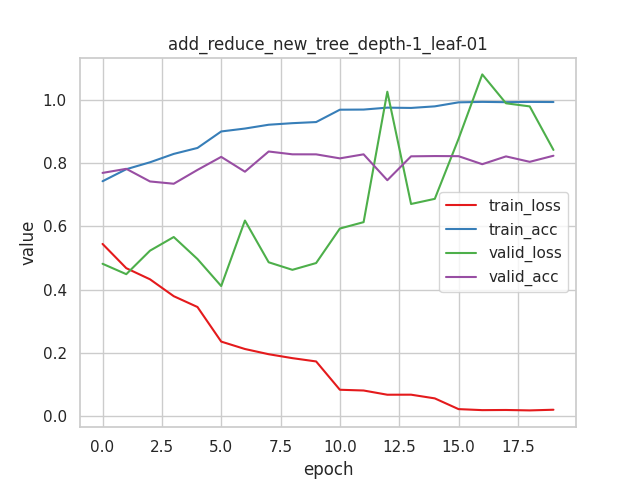 add_reduce_new_tree_depth-1_leaf-01
value
1.0
0.8
0.6
0.4
0.2
0.0
train_loss
train_acc
valid_loss
valid_acc
0.0 2.5 5.0 7.5 10.0 12.5 15.0 17.5
epoch